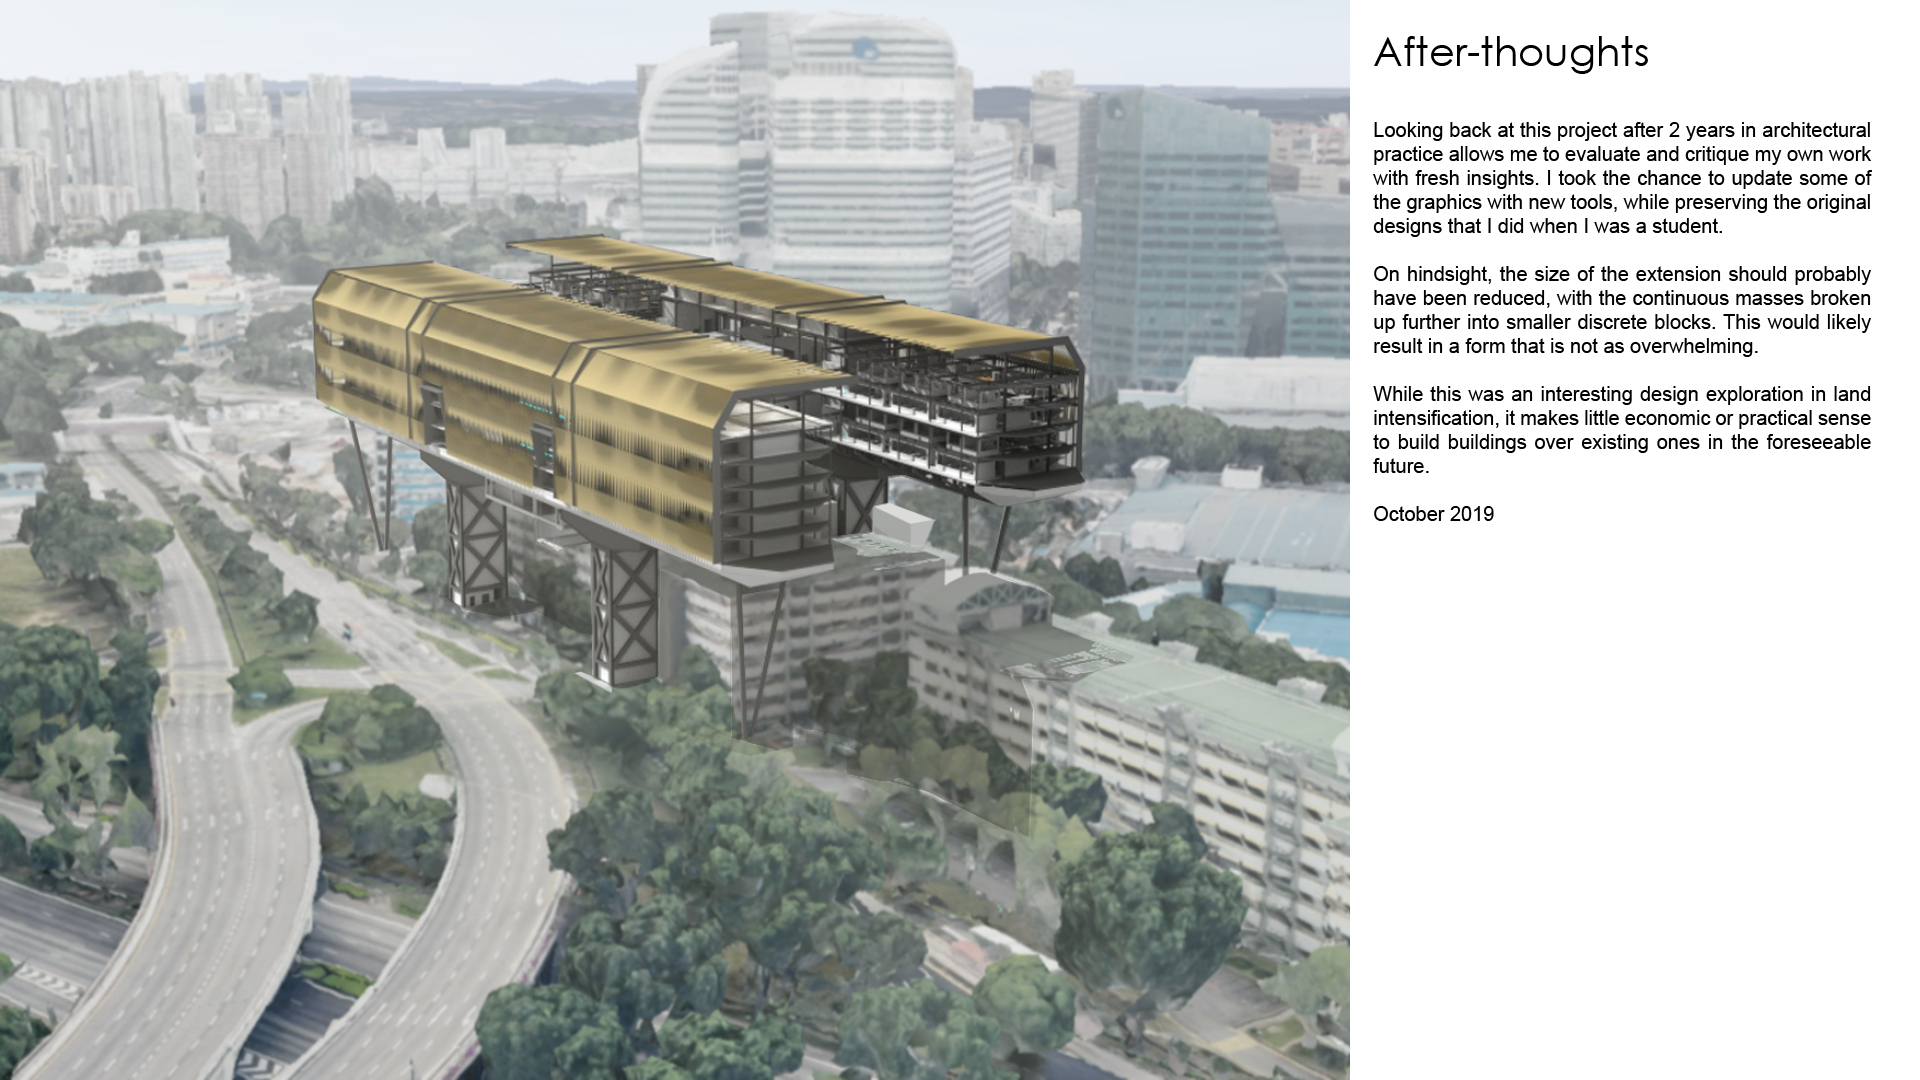 After-thoughts
Looking back at this project after 2 years in architectural
practice allows me to evaluate and critique my own work
with fresh insights. I took the chance to update some of
the graphics with new tools, while preserving the original
designs that I did when I was a student.
On hindsight, the size of the extension should probably
have been reduced, with the continuous masses broken
up further into smaller discrete blocks. This would likely
result in a form that is not as overwhelming.
While this was an interesting design exploration in land
intensification, it makes little economic or practical sense
to build buildings over existing ones in the foreseeable
future.
October 2019